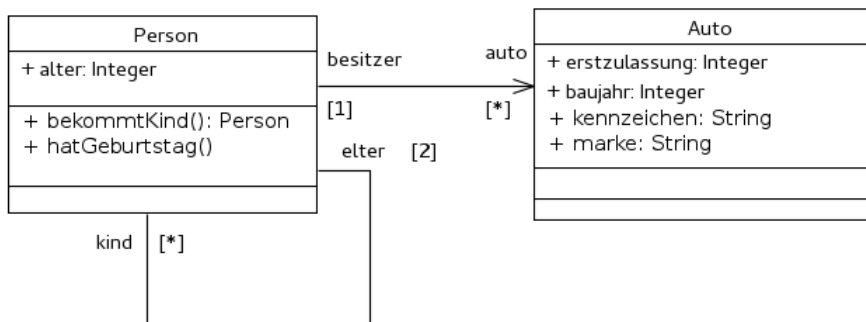 Person
+ alter: Integer
+ bekommtKind(): Person
+ hatGeburtstag()
besitzer
auto
[1]
[*]
elter [2]
kind [*]
Auto
+ erstzulassung: Integer
+ baujahr: Integer
+ kennzeichen: String
+ marke: String